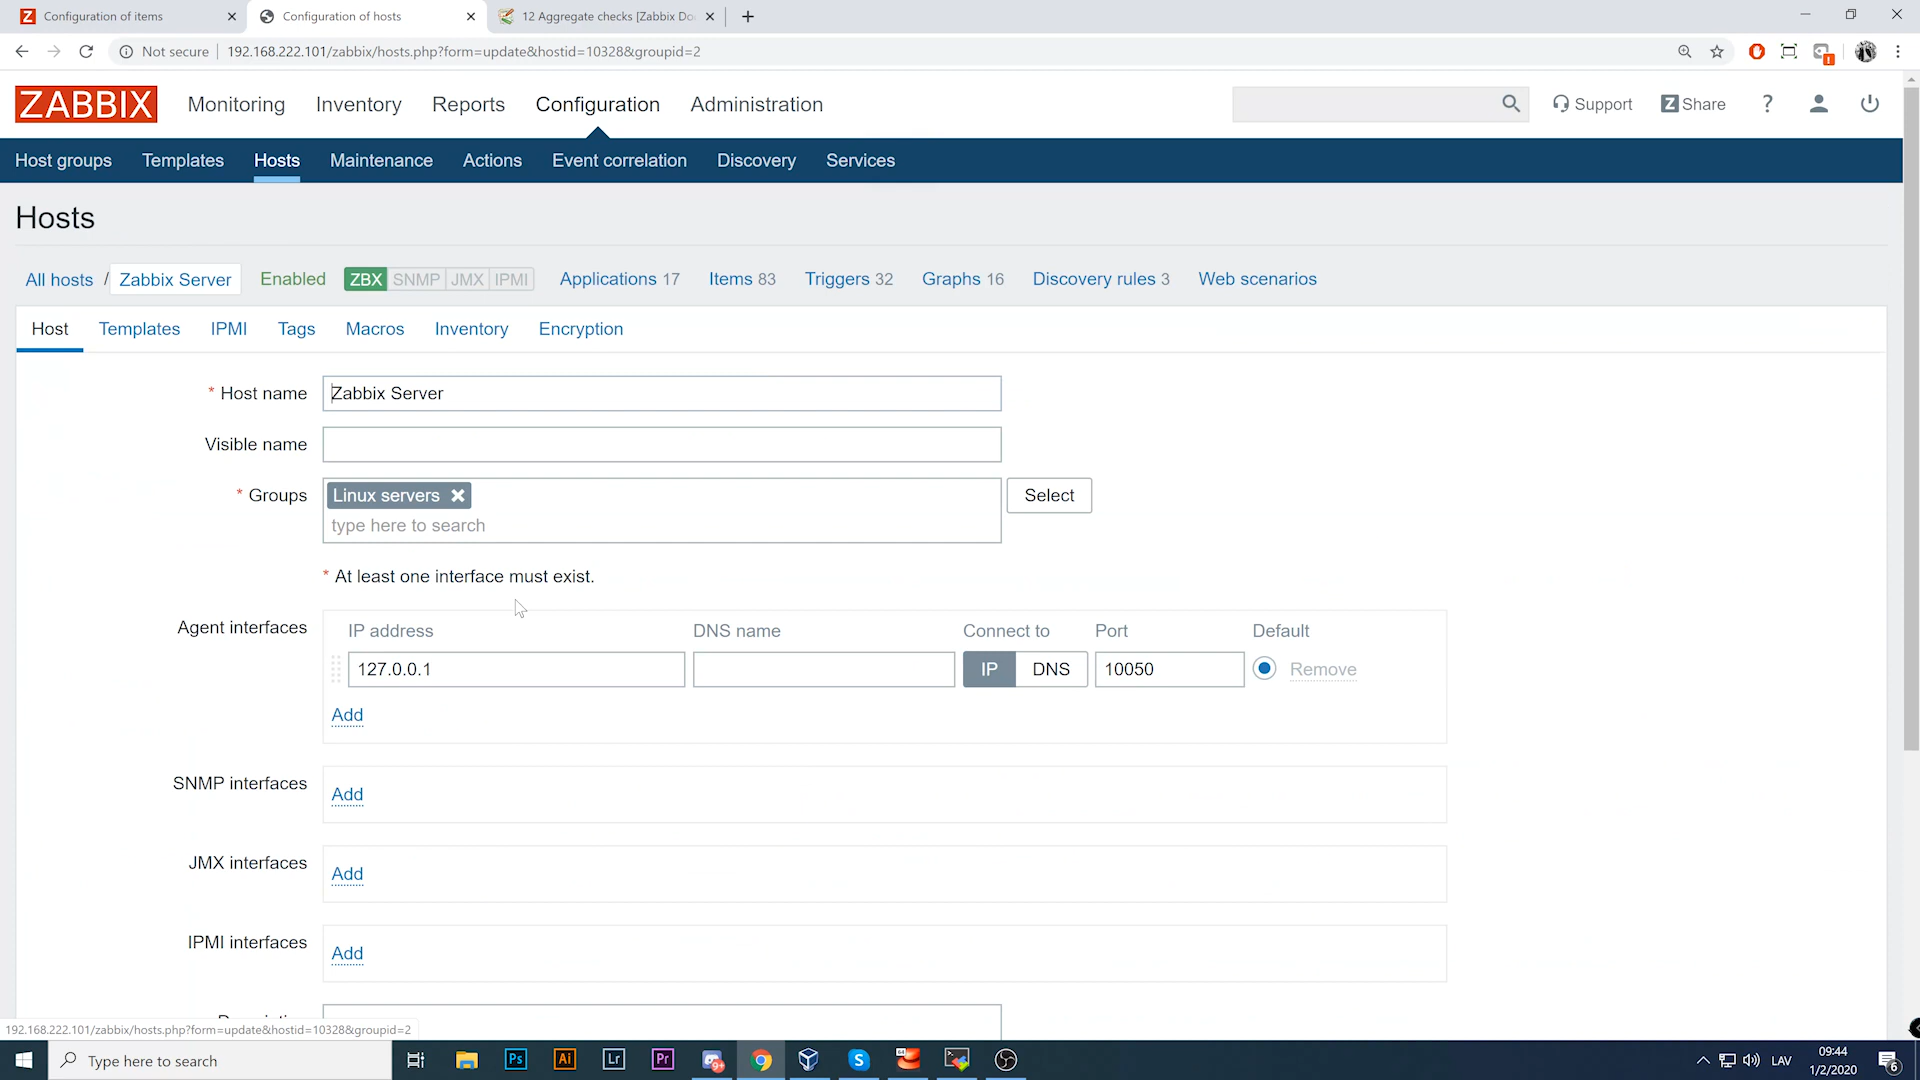 Configuration of items
Configuration of hosts
12 Aggregate checks [Zabbix Do
Not secure
192.168.222.101/zabbix/hosts.php?form=update&hostid=10328&groupid=2
ZABBIX
Monitoring
Inventory
Reports
Configuration
Administration
Support
Z Share
?
Host groups
Templates
Hosts
Maintenance
Actions
Event correlation
Discovery
Services
Hosts
All hosts / Zabbix Server
Enabled
ZBX SNMP JMX IPMI
Applications 17
Items 83
Triggers 32
Graphs 16
Discovery rules 3
Web scenarios
Host
Templates
IPMI
Tags
Macros
Inventory
Encryption
* Host name
Zabbix Server
Visible name
* Groups
Linux servers
type here to search
Select
* At least one interface must exist.
Agent interfaces
IP address
DNS name
Connect to
Port
Default
127.0.0.1
IP
DNS
10050
Remove
Add
SNMP interfaces
Add
JMX interfaces
Add
IPMI interfaces
Add
192.168.222.101/zabbix/hosts.php?form=update&hostid=10328&groupid=2
Type here to search
Ps
Ai
Lr
Pr
9+
S
64
LAV
09:44
1/2/2020
6